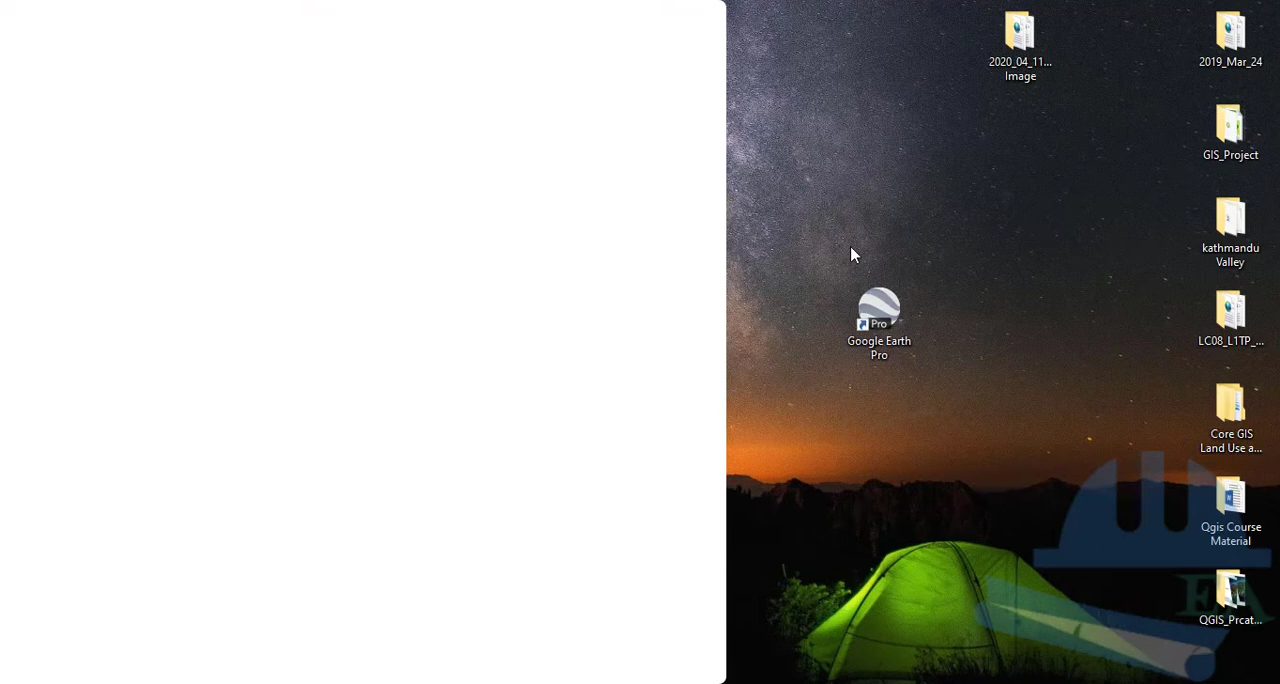 2020_04_11...
Image
2019_Mar_24
GIS_Project
kathmandu
Valley
Pro
Google Earth
Pro
LC08_L1TP_...
Core GIS
Land Use a...
Qgis Course
Material
EA
QGIS_Prcat...